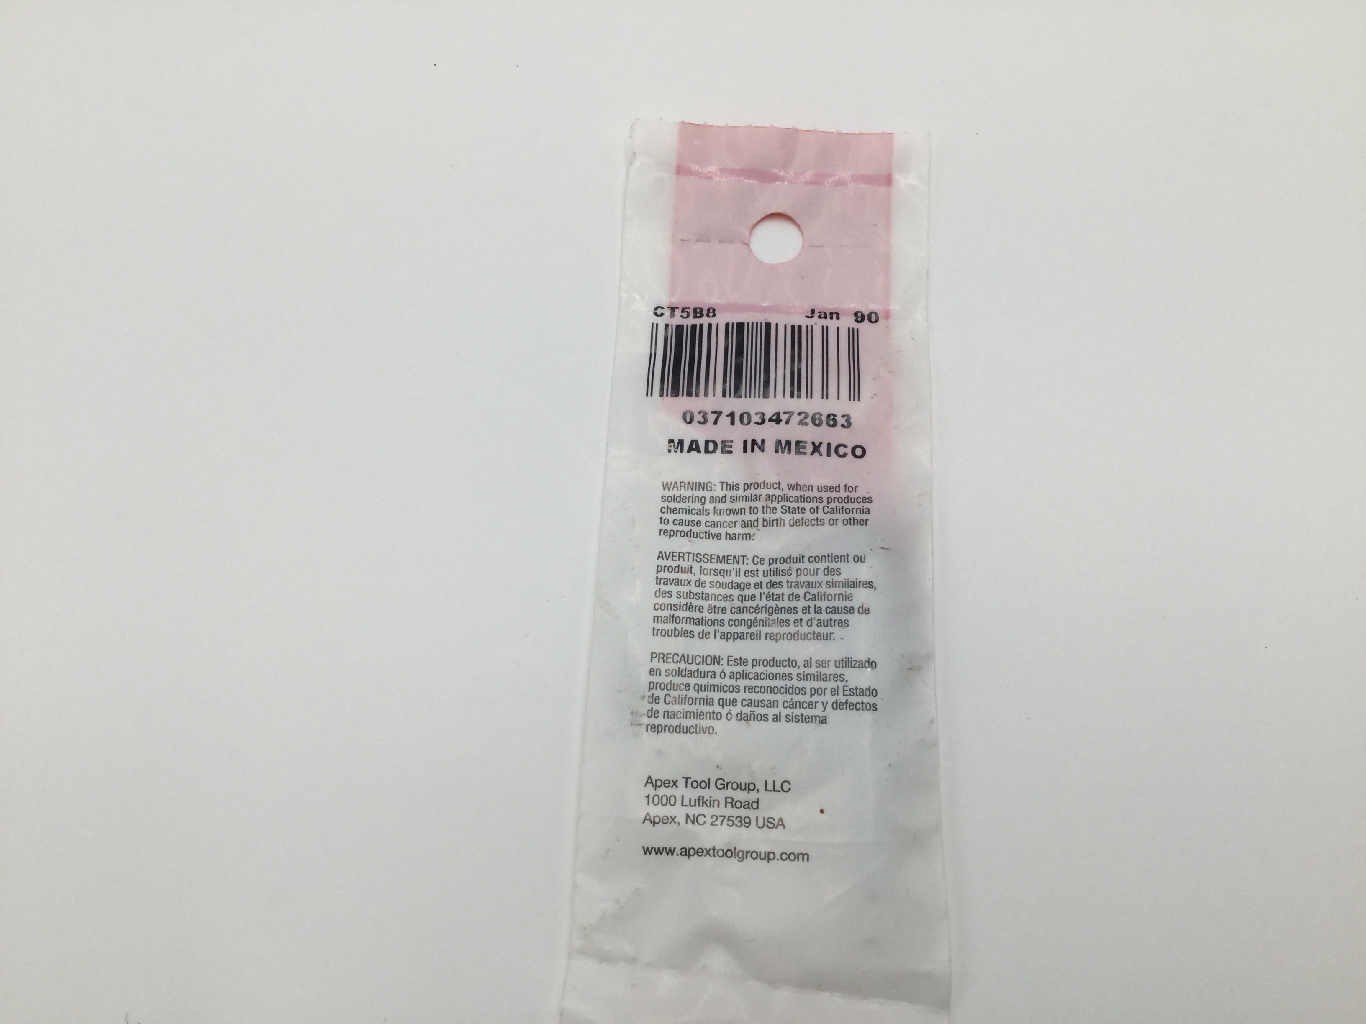 CT5B8 Jan 90
037103472663
MADE IN MEXICO
WARNING: This product, when used for
soldering and similar applications produces
chemicals known to the State of California
to cause cancer and birth defects or other
reproductive harm.
AVERTISSEMENT: Ce produit contient ou
produit, lorsqu'il est utilisé pour des
travaux de soudage et des travaux similaires,
des substances que l'état de Californie
considère être cancérigènes et la cause de
malformations congénitales et d'autres
troubles de l'appareil reproducteur.
PRECAUCION: Este producto, al ser utilizado
en soldadura ó aplicaciones similares,
produce quimicos reconocidos por el Estado
de California que causan cáncer y defectos
de nacimiento ó daños al sistema
reproductivo.
Apex Tool Group, LLC
1000 Lufkin Road
Apex, NC 27539 USA
www.apextoolgroup.com